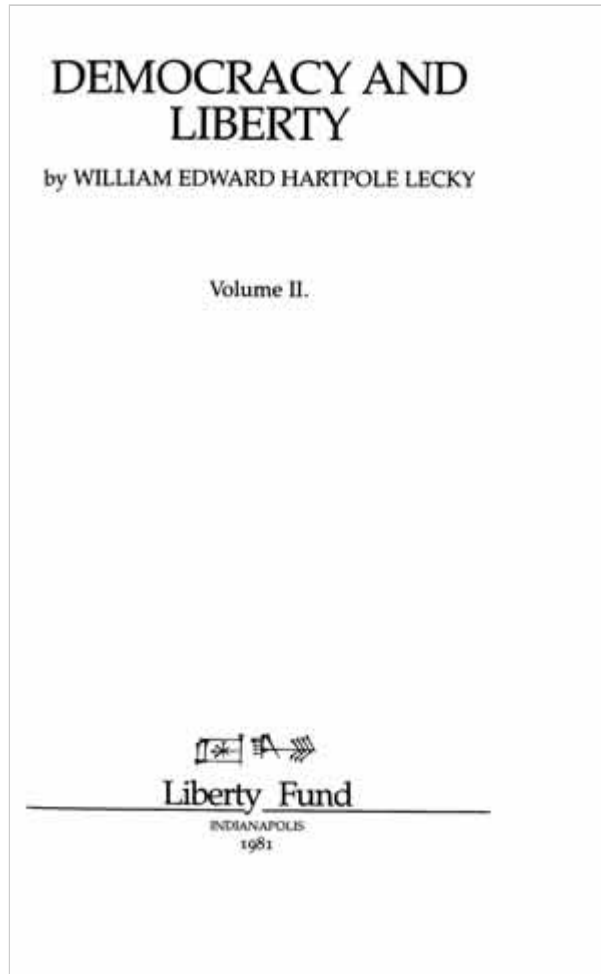 DEMOCRACY AND
LIBERTY
by WILLIAM EDWARD HARTPOLE LECKY
Volume II.
Liberty Fund
INDIANAPOLIS
1981